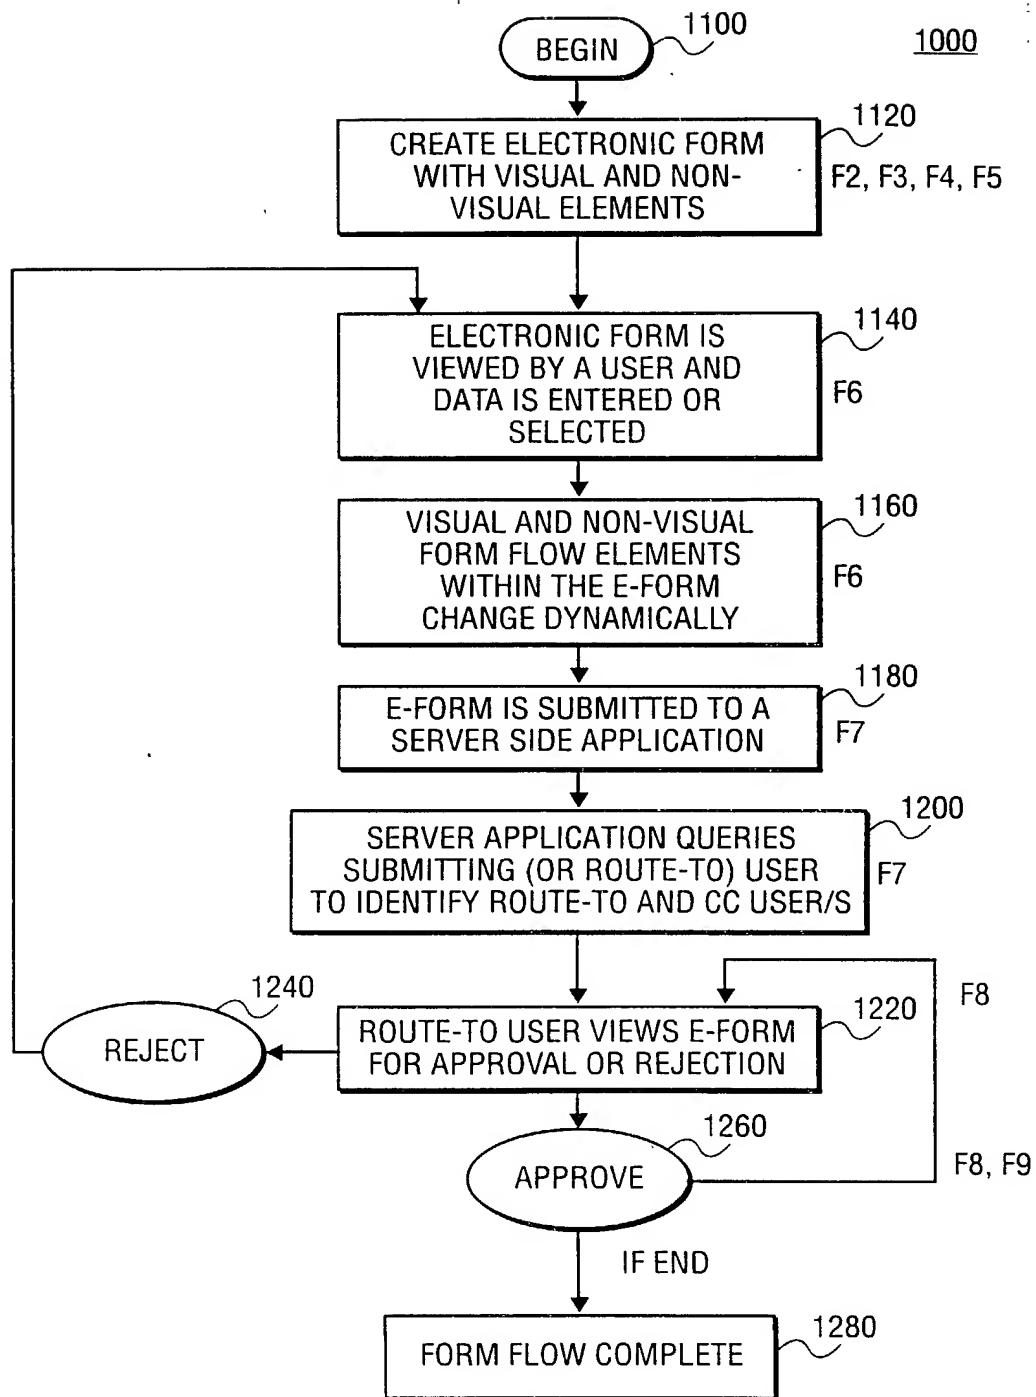 1100
1000
BEGIN
1120
CREATE ELECTRONIC FORM
WITH VISUAL AND NON-
VISUAL ELEMENTS
F2, F3, F4, F5
1140
ELECTRONIC FORM IS
VIEWED BY A USER AND
DATA IS ENTERED OR
SELECTED
F6
1160
VISUAL AND NON-VISUAL
FORM FLOW ELEMENTS
WITHIN THE E-FORM
CHANGE DYNAMICALLY
F6
1180
E-FORM IS SUBMITTED TO A
SERVER SIDE APPLICATION
F7
1200
SERVER APPLICATION QUERIES
SUBMITTING (OR ROUTE-TO) USER
TO IDENTIFY ROUTE-TO AND CC USER/S
F7
1240
REJECT
1220
ROUTE-TO USER VIEWS E-FORM
FOR APPROVAL OR REJECTION
F8
1260
APPROVE
F8, F9
IF END
1280
FORM FLOW COMPLETE